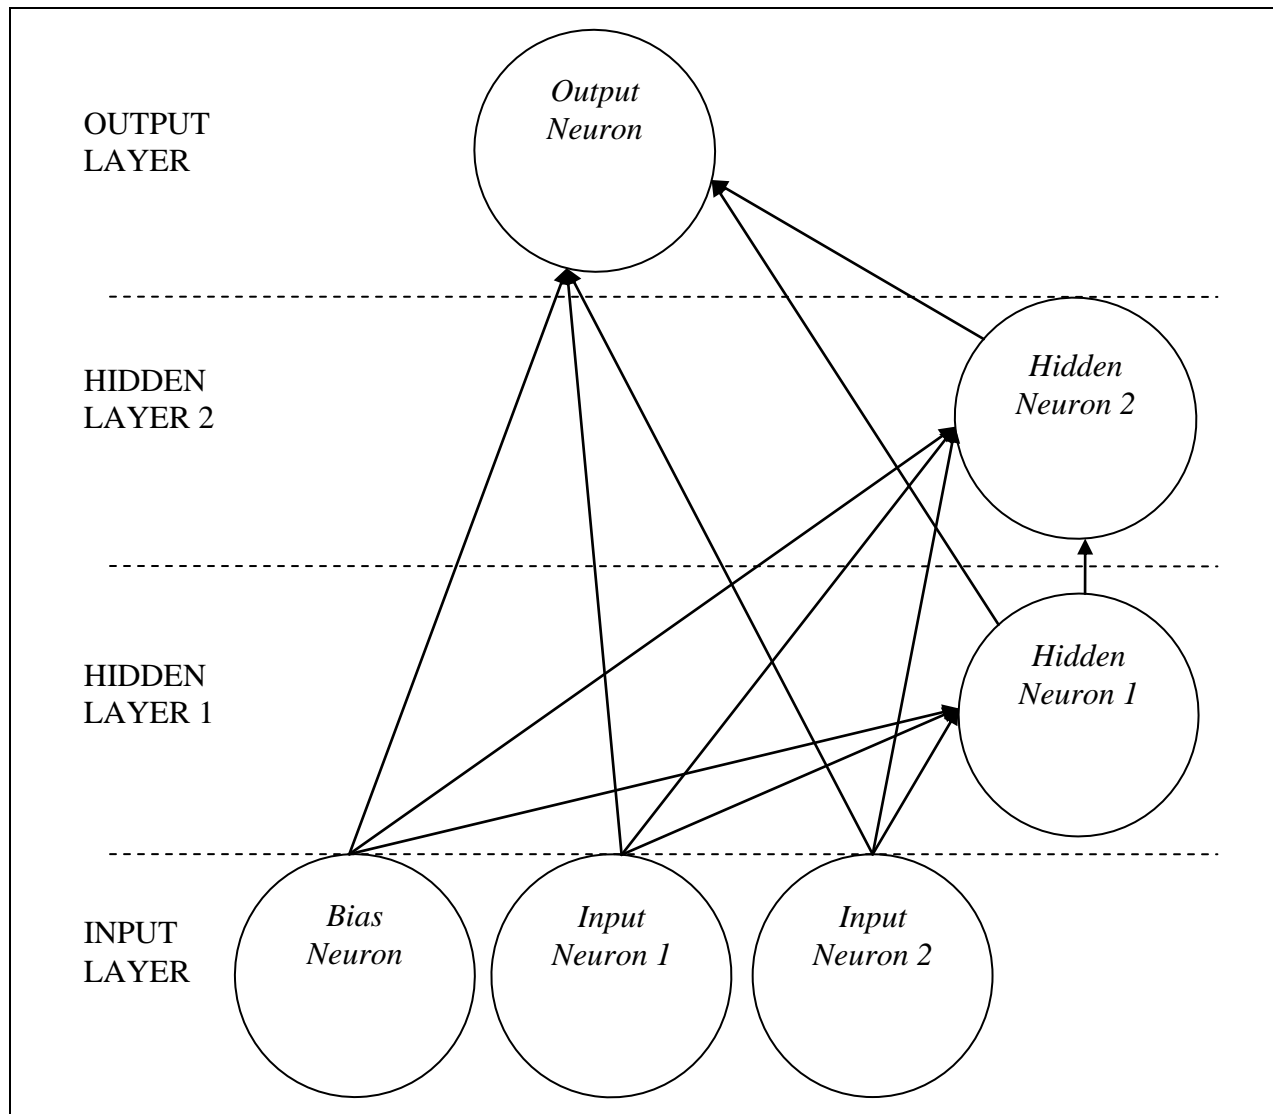 OUTPUT
LAYER
Output
Neuron
HIDDEN
LAYER 2
Hidden
Neuron 2
HIDDEN
LAYER 1
Hidden
Neuron 1
INPUT
LAYER
Bias
Neuron
Input
Neuron 1
Input
Neuron 2